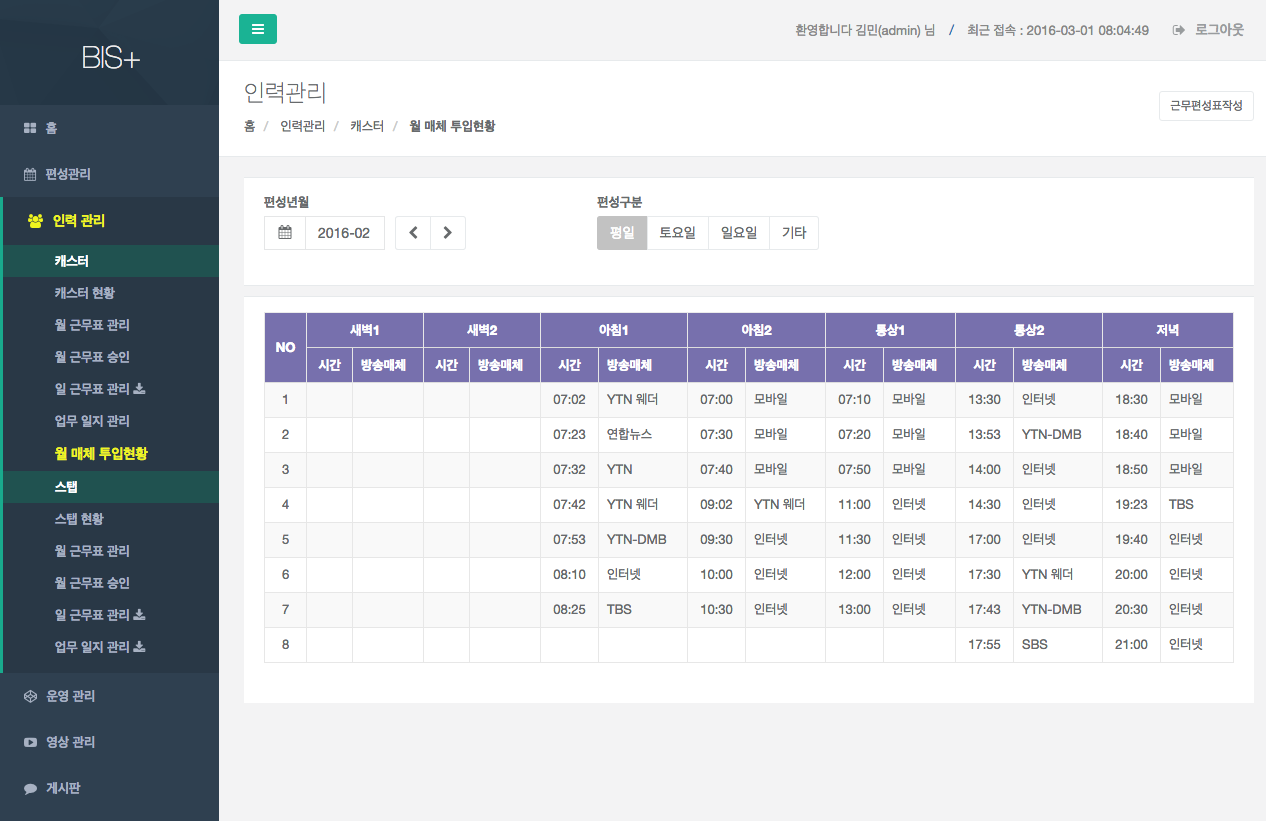 BIS+
홈
편성관리
인력 관리
캐스터
캐스터 현황
월 근무표 관리
월 근무표 승인
일 근무표 관리
업무 일지 관리
월 매체 투입현황
스탭
스탭 현황
월 근무표 관리
월 근무표 승인
일 근무표 관리
업무 일지 관리
운영 관리
영상 관리
게시판
환영합니다 김민(admin) 님 / 최근 접속 : 2016-03-01 08:04:49 로그아웃
인력관리
홈 / 인력관리 / 캐스터 / 월 매체 투입현황
근무편성표작성
편성년월
2016-02
편성구분
평일 토요일 일요일 기타
NO 새벽1 새벽2 아침1 아침2 통상1 통상2 저녁
시간 방송매체 시간 방송매체 시간 방송매체 시간 방송매체 시간 방송매체 시간 방송매체 시간 방송매체
1 07:02 YTN 웨더 07:00 모바일 07:10 모바일 13:30 인터넷 18:30 모바일
2 07:23 연합뉴스 07:30 모바일 07:20 모바일 13:53 YTN-DMB 18:40 모바일
3 07:32 YTN 07:40 모바일 07:50 모바일 14:00 인터넷 18:50 모바일
4 07:42 YTN 웨더 09:02 YTN 웨더 11:00 인터넷 14:30 인터넷 19:23 TBS
5 07:53 YTN-DMB 09:30 인터넷 11:30 인터넷 17:00 인터넷 19:40 인터넷
6 08:10 인터넷 10:00 인터넷 12:00 인터넷 17:30 YTN 웨더 20:00 인터넷
7 08:25 TBS 10:30 인터넷 13:00 인터넷 17:43 YTN-DMB 20:30 인터넷
8 17:55 SBS 21:00 인터넷